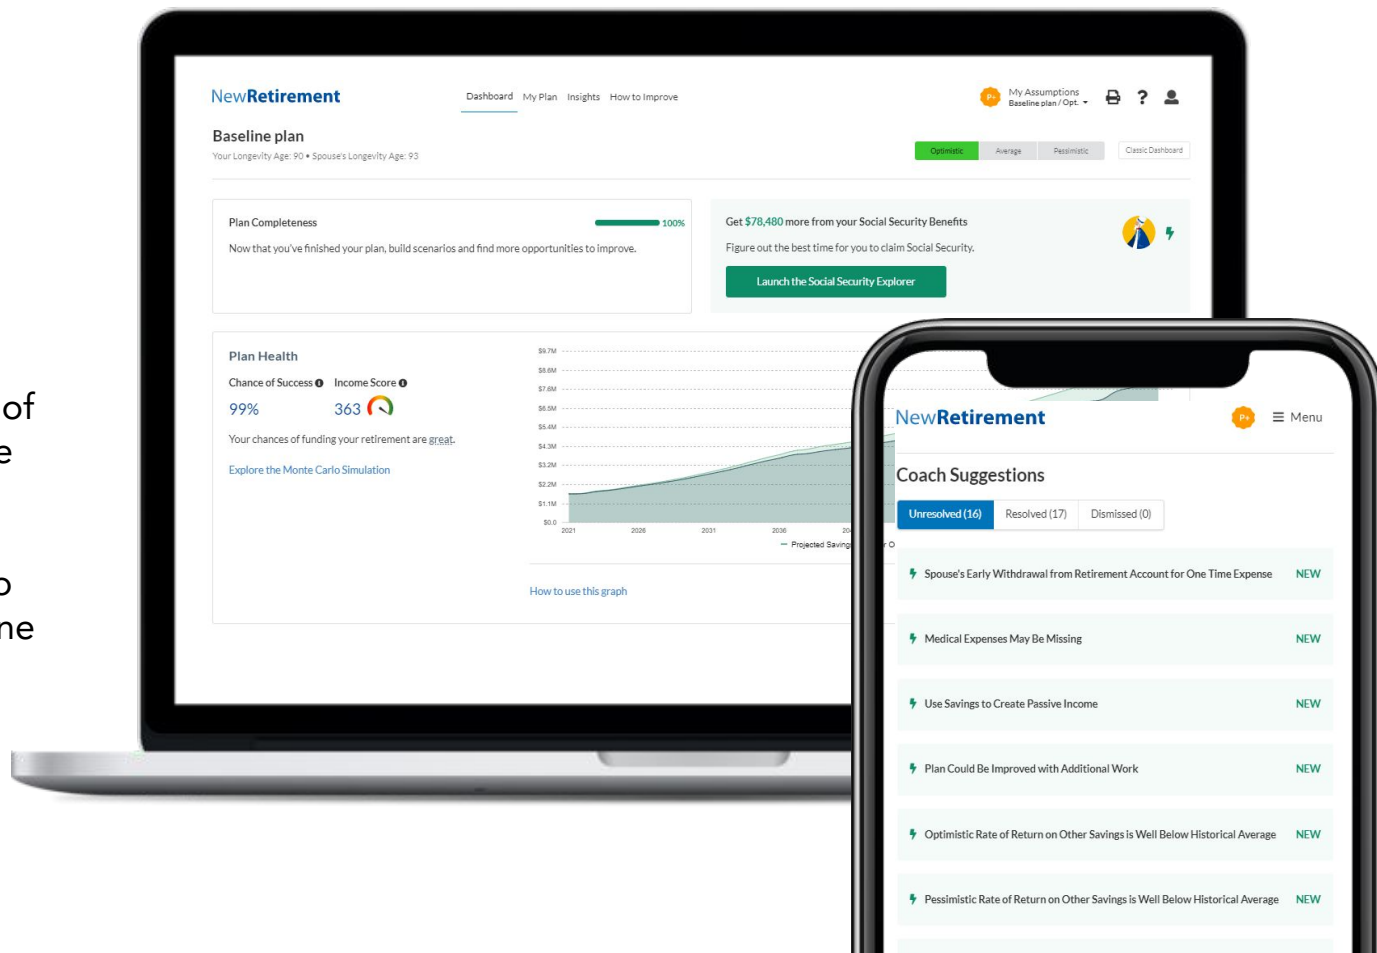 NewRetirement
Dashboard My Plan Insights How to Improve
P+
My Assumptions
Baseline plan / Opt.
?
Baseline plan
Your Longevity Age: 90 • Spouse's Longevity Age: 93
Optimistic Average Pessimistic Classic Dashboard
Plan Completeness
100%
Now that you've finished your plan, build scenarios and find more opportunities to improve.
Get $78,480 more from your Social Security Benefits
Figure out the best time for you to claim Social Security.
Launch the Social Security Explorer
Plan Health
Chance of Success Income Score
99% 363
Your chances of funding your retirement are great.
Explore the Monte Carlo Simulation
$9.7M
$8.6M
$7.6M
$6.5M
$5.4M
$4.3M
$3.2M
$2.2M
$1.1M
$0.0
2021 2026 2031 2036 20
Projected Saving
How to use this graph
of
NewRetirement
P+
Menu
Coach Suggestions
Unresolved (16) Resolved (17) Dismissed (0)
Spouse's Early Withdrawal from Retirement Account for One Time Expense NEW
Medical Expenses May Be Missing NEW
Use Savings to Create Passive Income NEW
Plan Could Be Improved with Additional Work NEW
Optimistic Rate of Return on Other Savings is Well Below Historical Average NEW
Pessimistic Rate of Return on Other Savings is Well Below Historical Average NEW